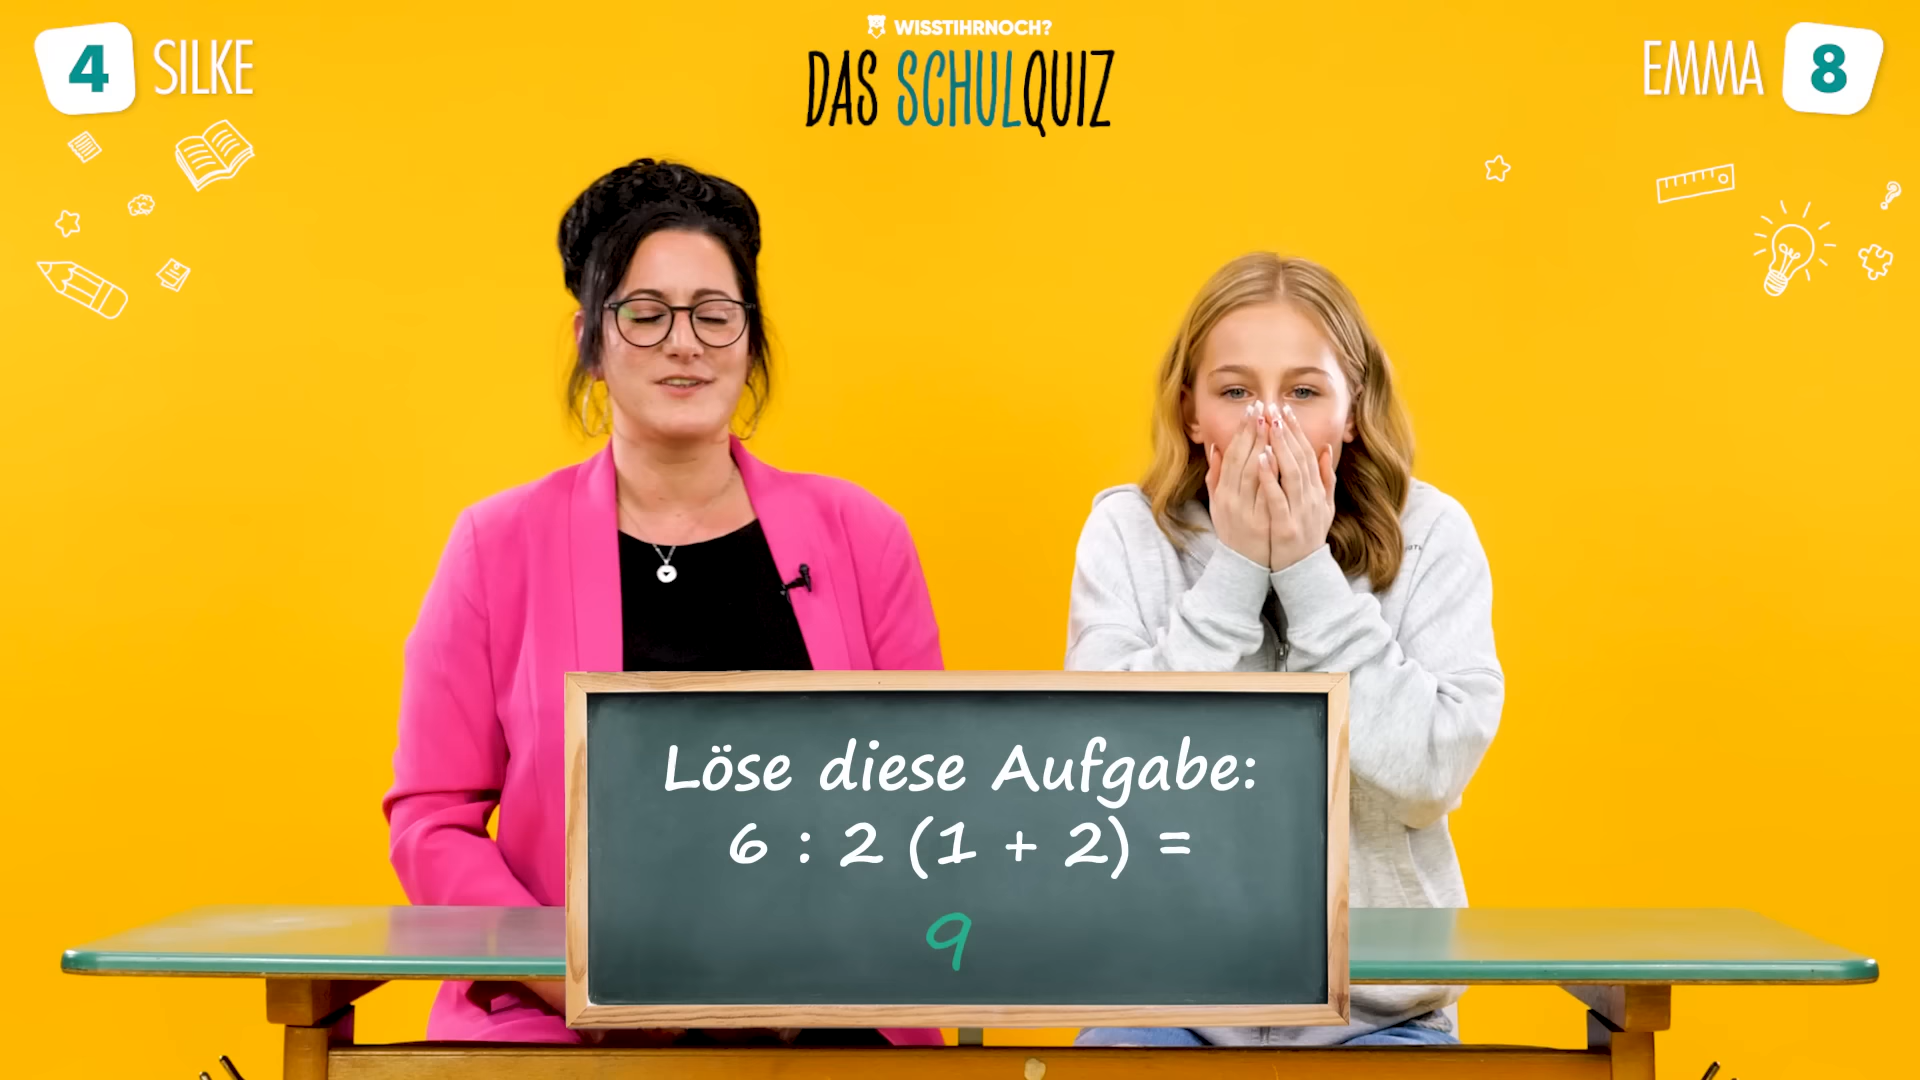 4 SILKE
WISSTIHRNOCH?
DAS SCHULQUIZ
EMMA 8
Löse diese Aufgabe:
6 : 2 (1 + 2) =
9